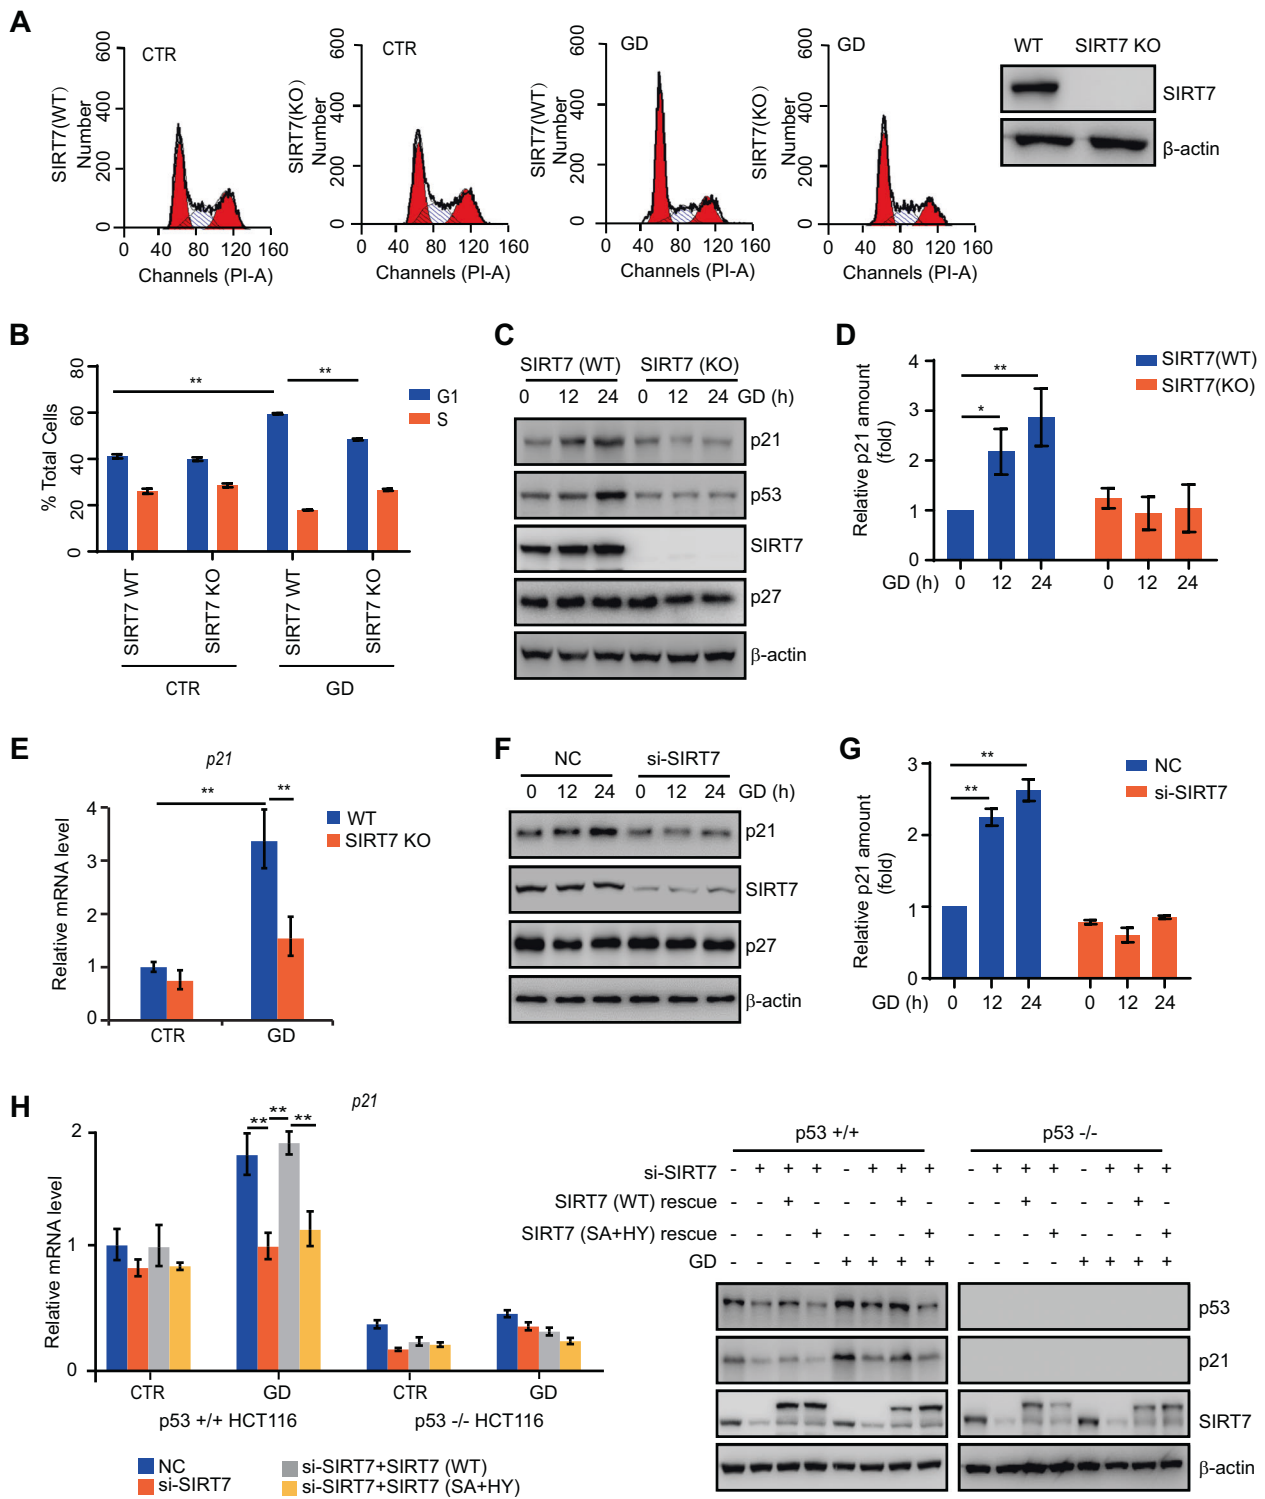 A
CTR
SIRT7(WT)
Number
600
400
200
0
0 40 80 120 160
Channels (PI-A)
CTR
SIRT7(KO)
Number
600
400
200
0
0 40 80 120 160
Channels (PI-A)
GD
SIRT7(WT)
Number
600
400
200
0
0 40 80 120 160
Channels (PI-A)
GD
SIRT7(KO)
Number
600
400
200
0
0 40 80 120 160
Channels (PI-A)
WT SIRT7 KO
SIRT7
β-actin
B
% Total Cells
80
60
40
20
0
** **
G1
S
SIRT7 WT
SIRT7 KO
SIRT7 WT
SIRT7 KO
CTR GD
C
SIRT7 (WT) SIRT7 (KO)
0 12 24 0 12 24 GD (h)
p21
p53
SIRT7
p27
β-actin
D
SIRT7(WT)
SIRT7(KO)
Relative p21 amount
(fold)
4
3
2
1
0
**
*
GD (h) 0 12 24 0 12 24
E
p21
Relative mRNA level
4
3
2
1
0
** **
WT
SIRT7 KO
CTR GD
F
NC si-SIRT7
0 12 24 0 12 24 GD (h)
p21
SIRT7
p27
β-actin
G
NC
si-SIRT7
Relative p21 amount
(fold)
3
2
1
0
**
**
GD (h) 0 12 24 0 12 24
H
p21
Relative mRNA level
2
1
0
** ** **
CTR GD CTR GD
p53 +/+ HCT116 p53 -/- HCT116
NC
si-SIRT7
si-SIRT7+SIRT7 (WT)
si-SIRT7+SIRT7 (SA+HY)
p53 +/+ p53 -/-
si-SIRT7 - + + + - + + + - + + + - + + +
SIRT7 (WT) rescue - - + - - - + - - - + - - - + -
SIRT7 (SA+HY) rescue - - - + - - - + - - - + - - - +
GD - - - - + + + + - - - - + + + +
p53
p21
SIRT7
β-actin